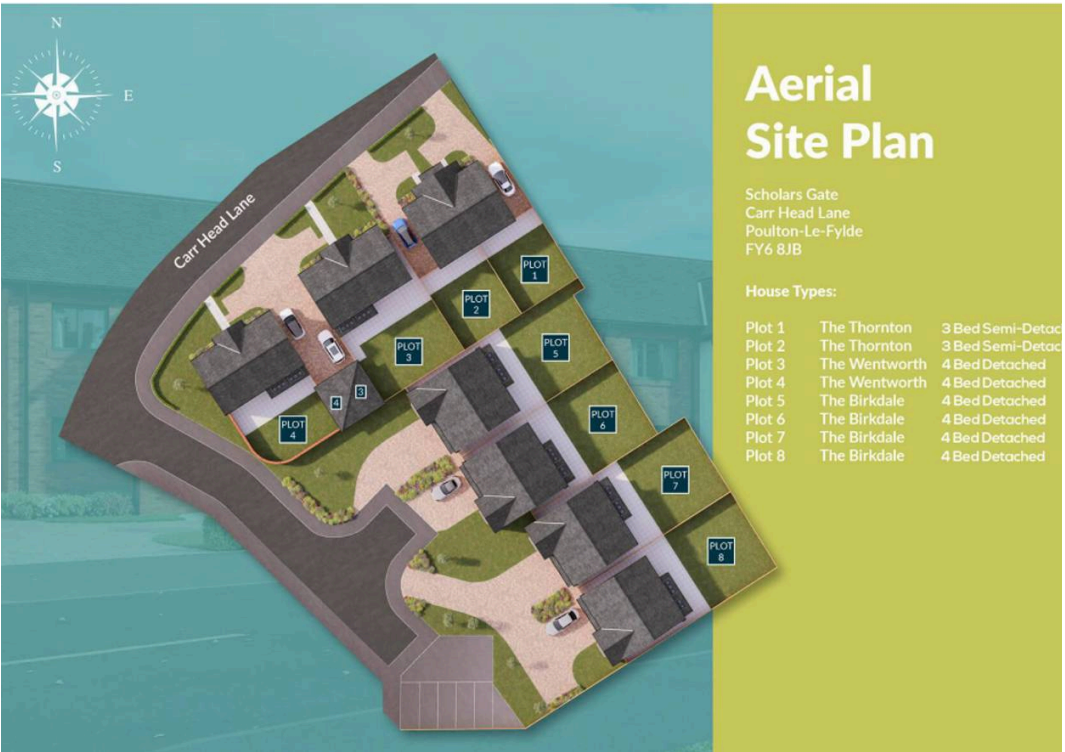 N
E
S
Carr Head Lane
PLOT
1
PLOT
2
PLOT
3
PLOT
5
3
4
PLOT
4
PLOT
6
PLOT
7
PLOT
8
Aerial
Site Plan
Scholars Gate
Carr Head Lane
Poulton-Le-Fylde
FY6 8JB
House Types:
Plot 1 The Thornton 3 Bed Semi-Detac
Plot 2 The Thornton 3 Bed Semi-Detac
Plot 3 The Wentworth 4 Bed Detached
Plot 4 The Wentworth 4 Bed Detached
Plot 5 The Birkdale 4 Bed Detached
Plot 6 The Birkdale 4 Bed Detached
Plot 7 The Birkdale 4 Bed Detached
Plot 8 The Birkdale 4 Bed Detached